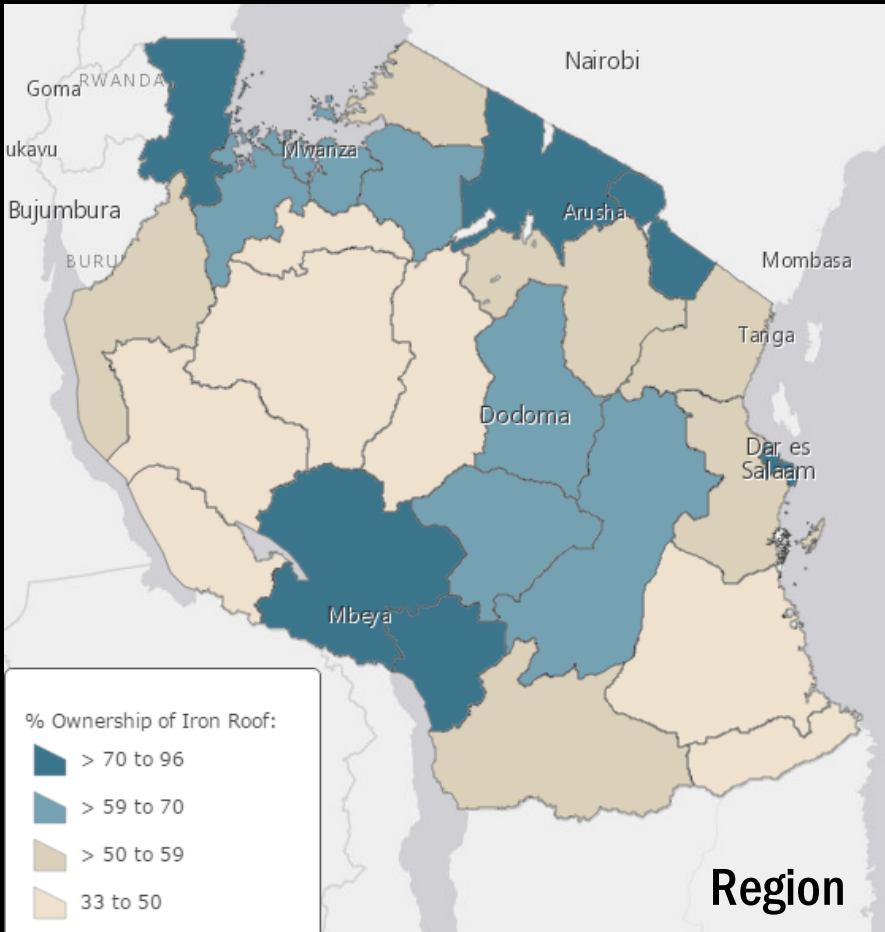 Nairobi
Goma
RWANDA
ukavu
Mwanza
Bujumbura
Arusha
BURU
Mombasa
Tanga
Dodoma
Dar es
Salaam
Mbeya
% Ownership of Iron Roof:
> 70 to 96
> 59 to 70
> 50 to 59
33 to 50
Region